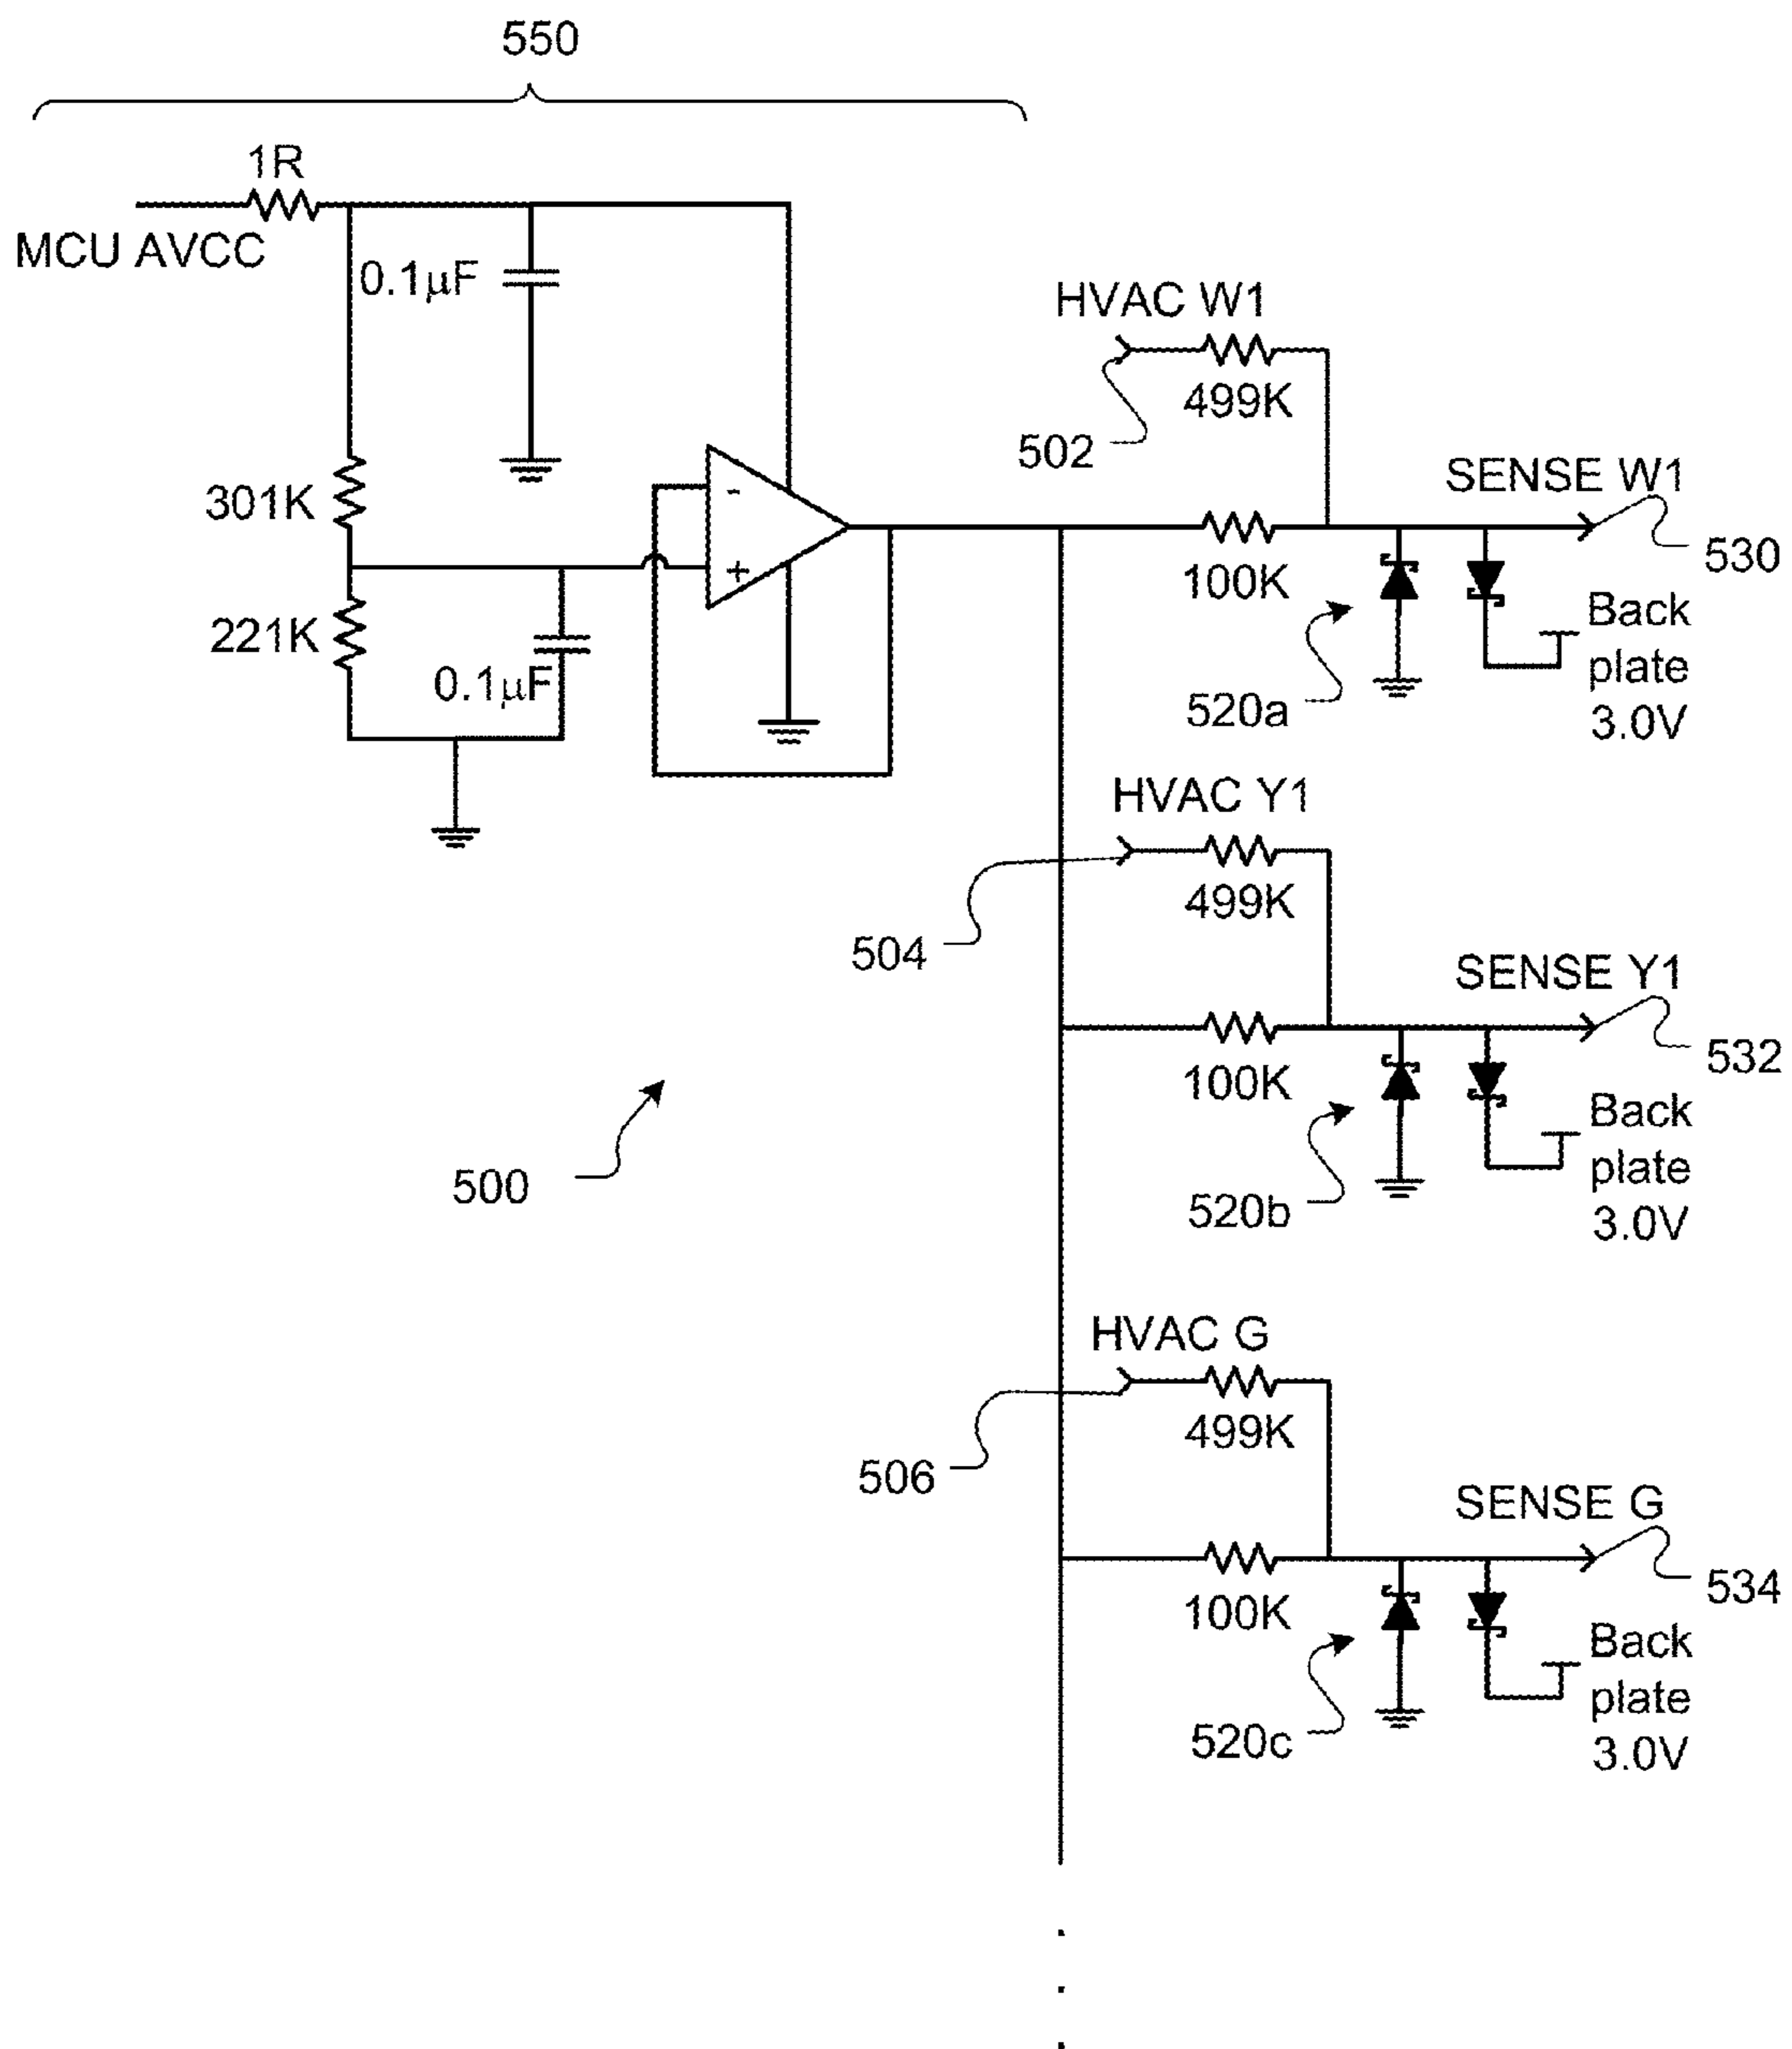 550
1R
MCU AVCC
0.1µF
301K
221K
0.1µF
-
+
HVAC W1
499K
502
SENSE W1
530
100K
520a
Back
plate
3.0V
HVAC Y1
499K
504
SENSE Y1
532
100K
520b
Back
plate
3.0V
500
HVAC G
499K
506
SENSE G
534
100K
520c
Back
plate
3.0V